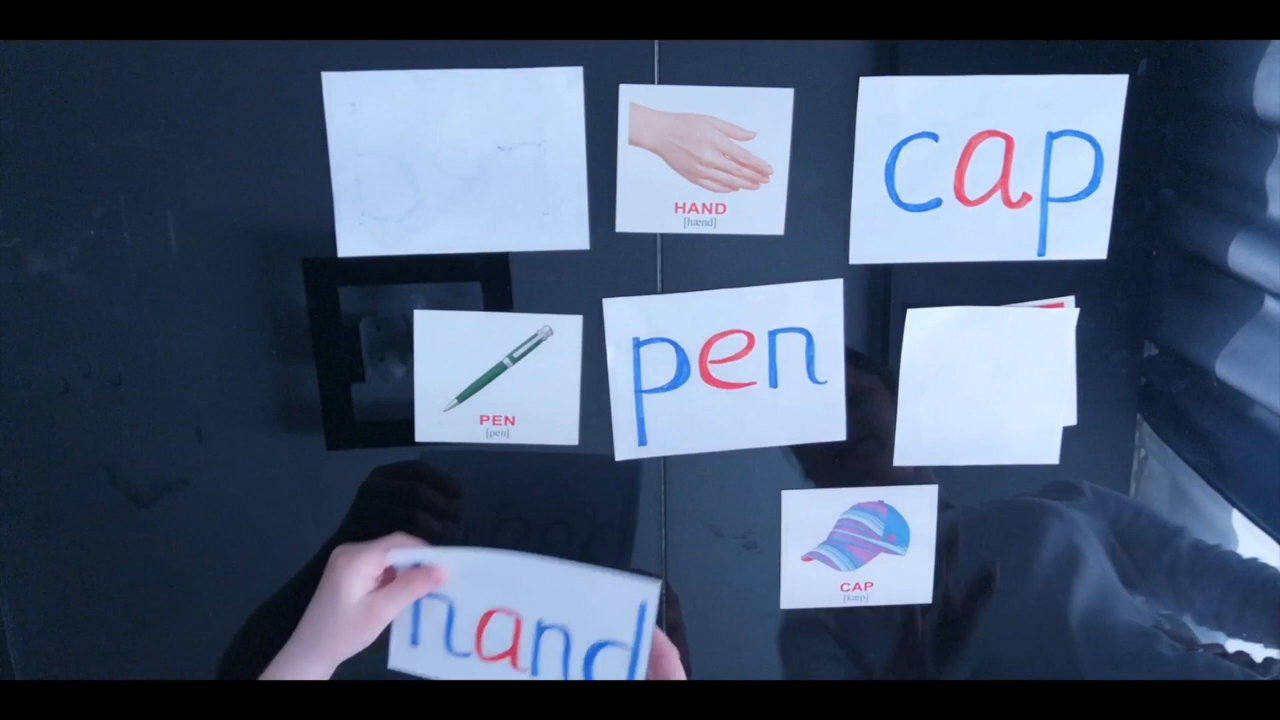 HAND
[hænd]
cap
PEN
[pen]
pen
CAP
[kæp]
hand